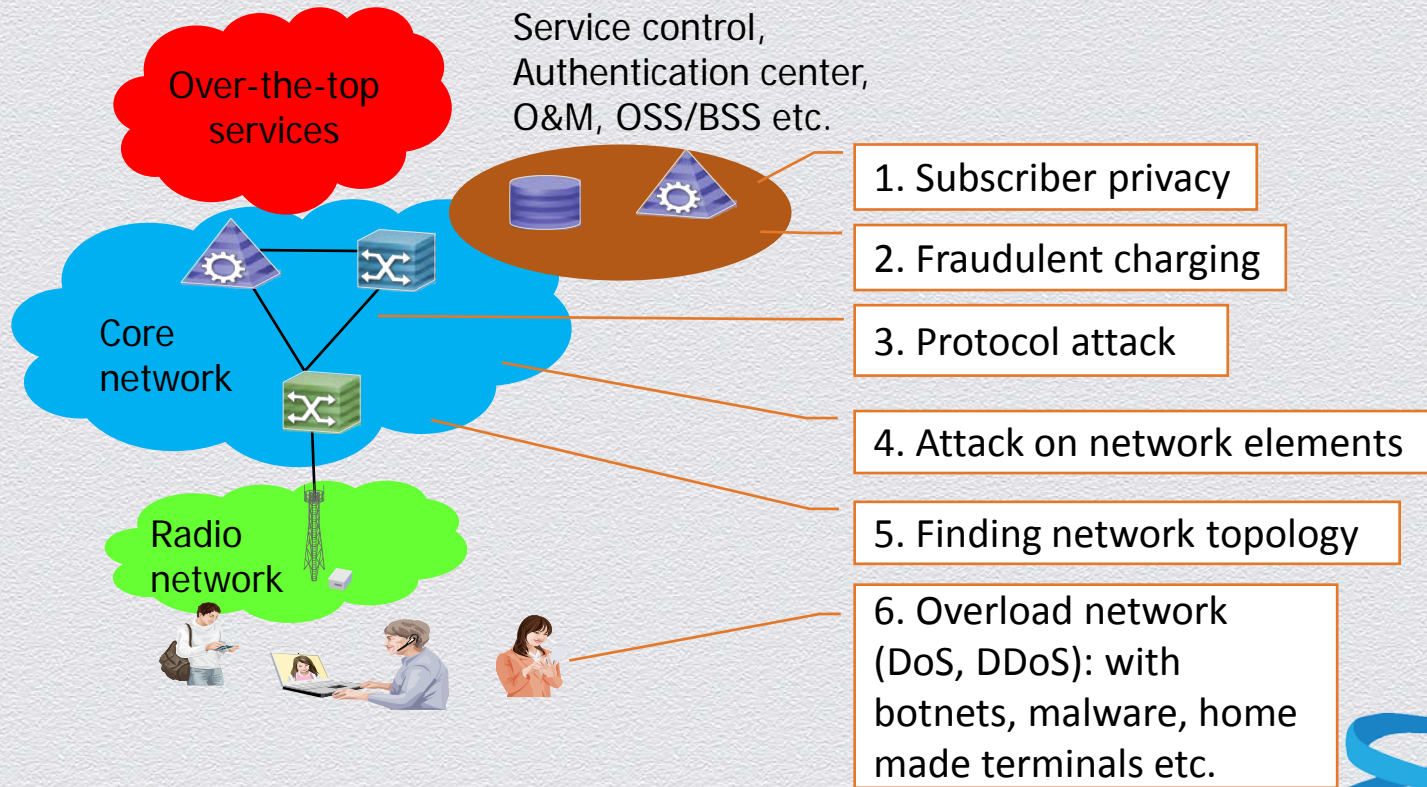 Service control,
Authentication center,
O&M, OSS/BSS etc.
Over-the-top
services
1. Subscriber privacy
2. Fraudulent charging
3. Protocol attack
Core
network
4. Attack on network elements
5. Finding network topology
Radio
network
6. Overload network
(DoS, DDoS): with
botnets, malware, home
made terminals etc.